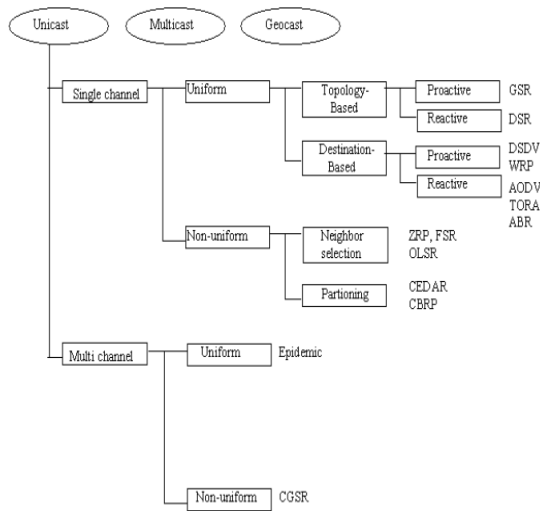 Unicast
Multicast
Geocast
Single channel
Uniform
Topology-
Based
Proactive
GSR
Reactive
DSR
Destination-
Based
Proactive
DSDV
WRP
Reactive
AODV
TORA
ABR
Non-uniform
Neighbor
selection
ZRP, FSR
OLSR
Partioning
CEDAR
CBRP
Multi channel
Uniform
Epidemic
Non-uniform
CGSR